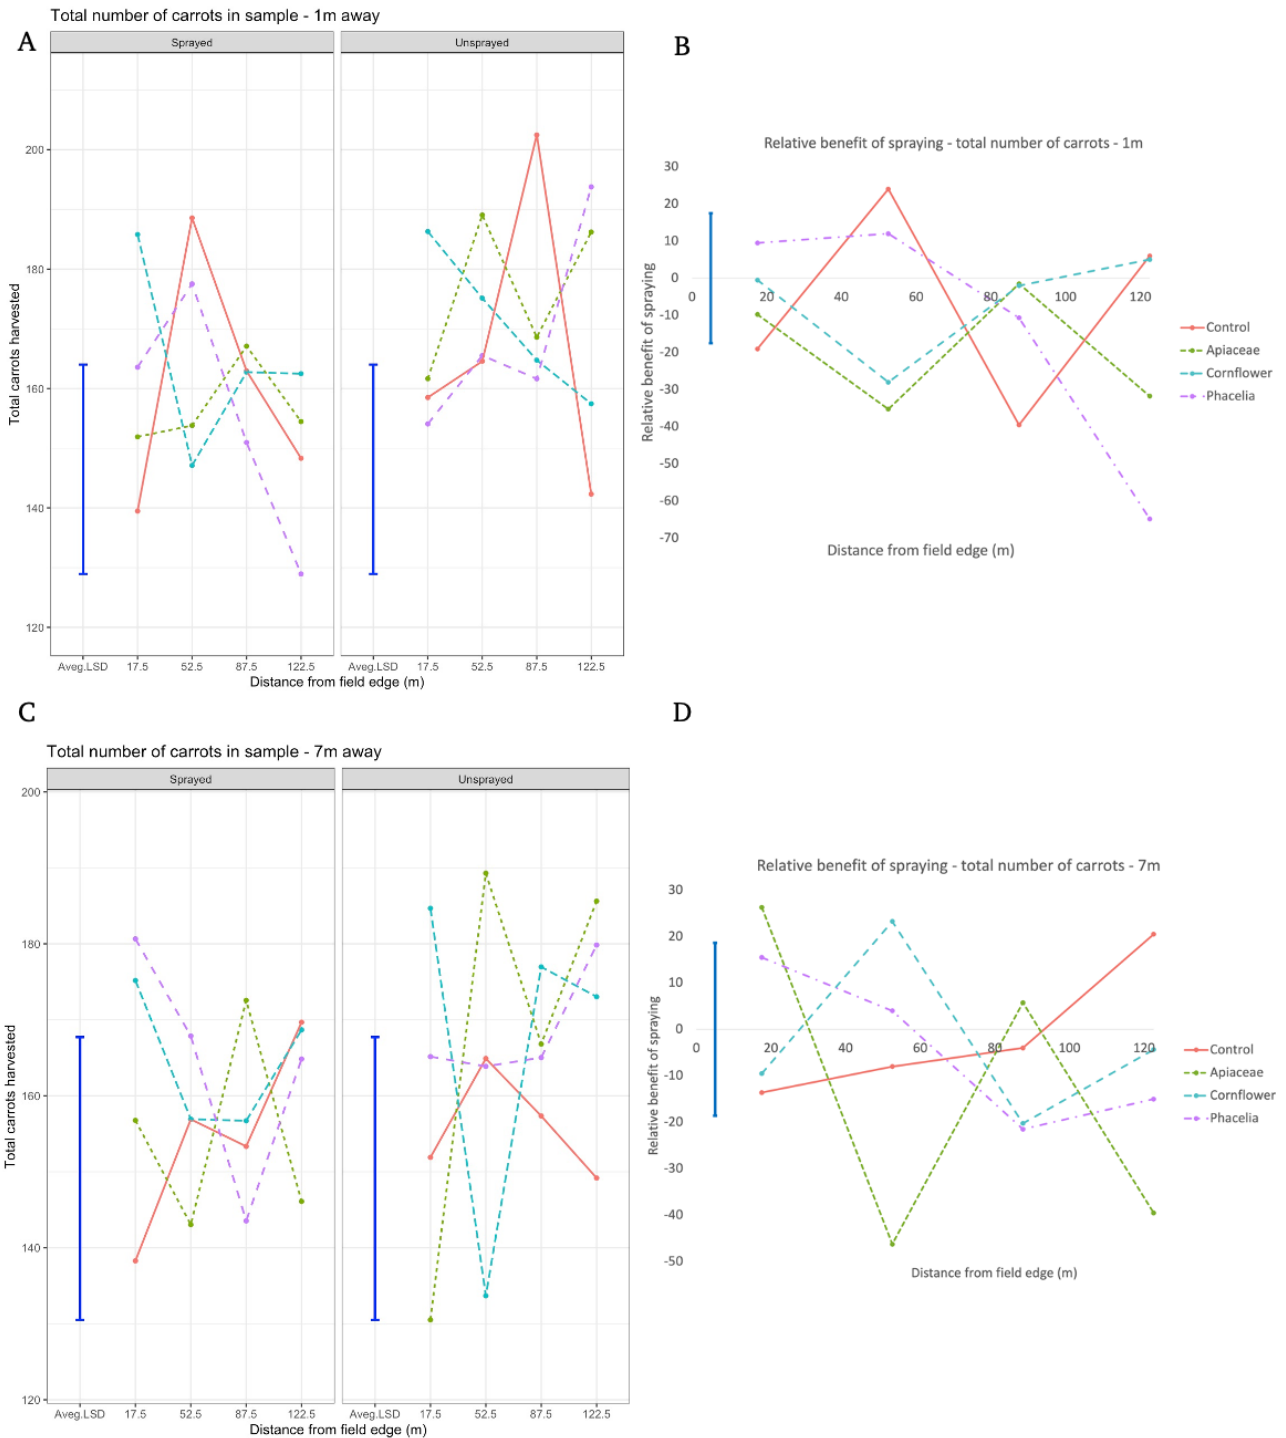 Total number of carrots in sample - 1m away
A
Sprayed
Unsprayed
200
180
160
140
120
Total carrots harvested
Aveg.LSD 17.5 52.5 87.5 122.5
Aveg.LSD 17.5 52.5 87.5 122.5
Distance from field edge (m)
B
Relative benefit of spraying - total number of carrots - 1m
30
20
10
0
-10
-20
-30
-40
-50
-60
-70
0 20 40 60 80 100 120
Relative benefit of spraying
Distance from field edge (m)
Control
Apiaceae
Cornflower
Phacelia
C
Total number of carrots in sample - 7m away
Sprayed
Unsprayed
200
180
160
140
120
Total carrots harvested
Aveg.LSD 17.5 52.5 87.5 122.5
Aveg.LSD 17.5 52.5 87.5 122.5
Distance from field edge (m)
D
Relative benefit of spraying - total number of carrots - 7m
30
20
10
0
-10
-20
-30
-40
-50
0 20 40 60 80 100 120
Relative benefit of spraying
Distance from field edge (m)
Control
Apiaceae
Cornflower
Phacelia